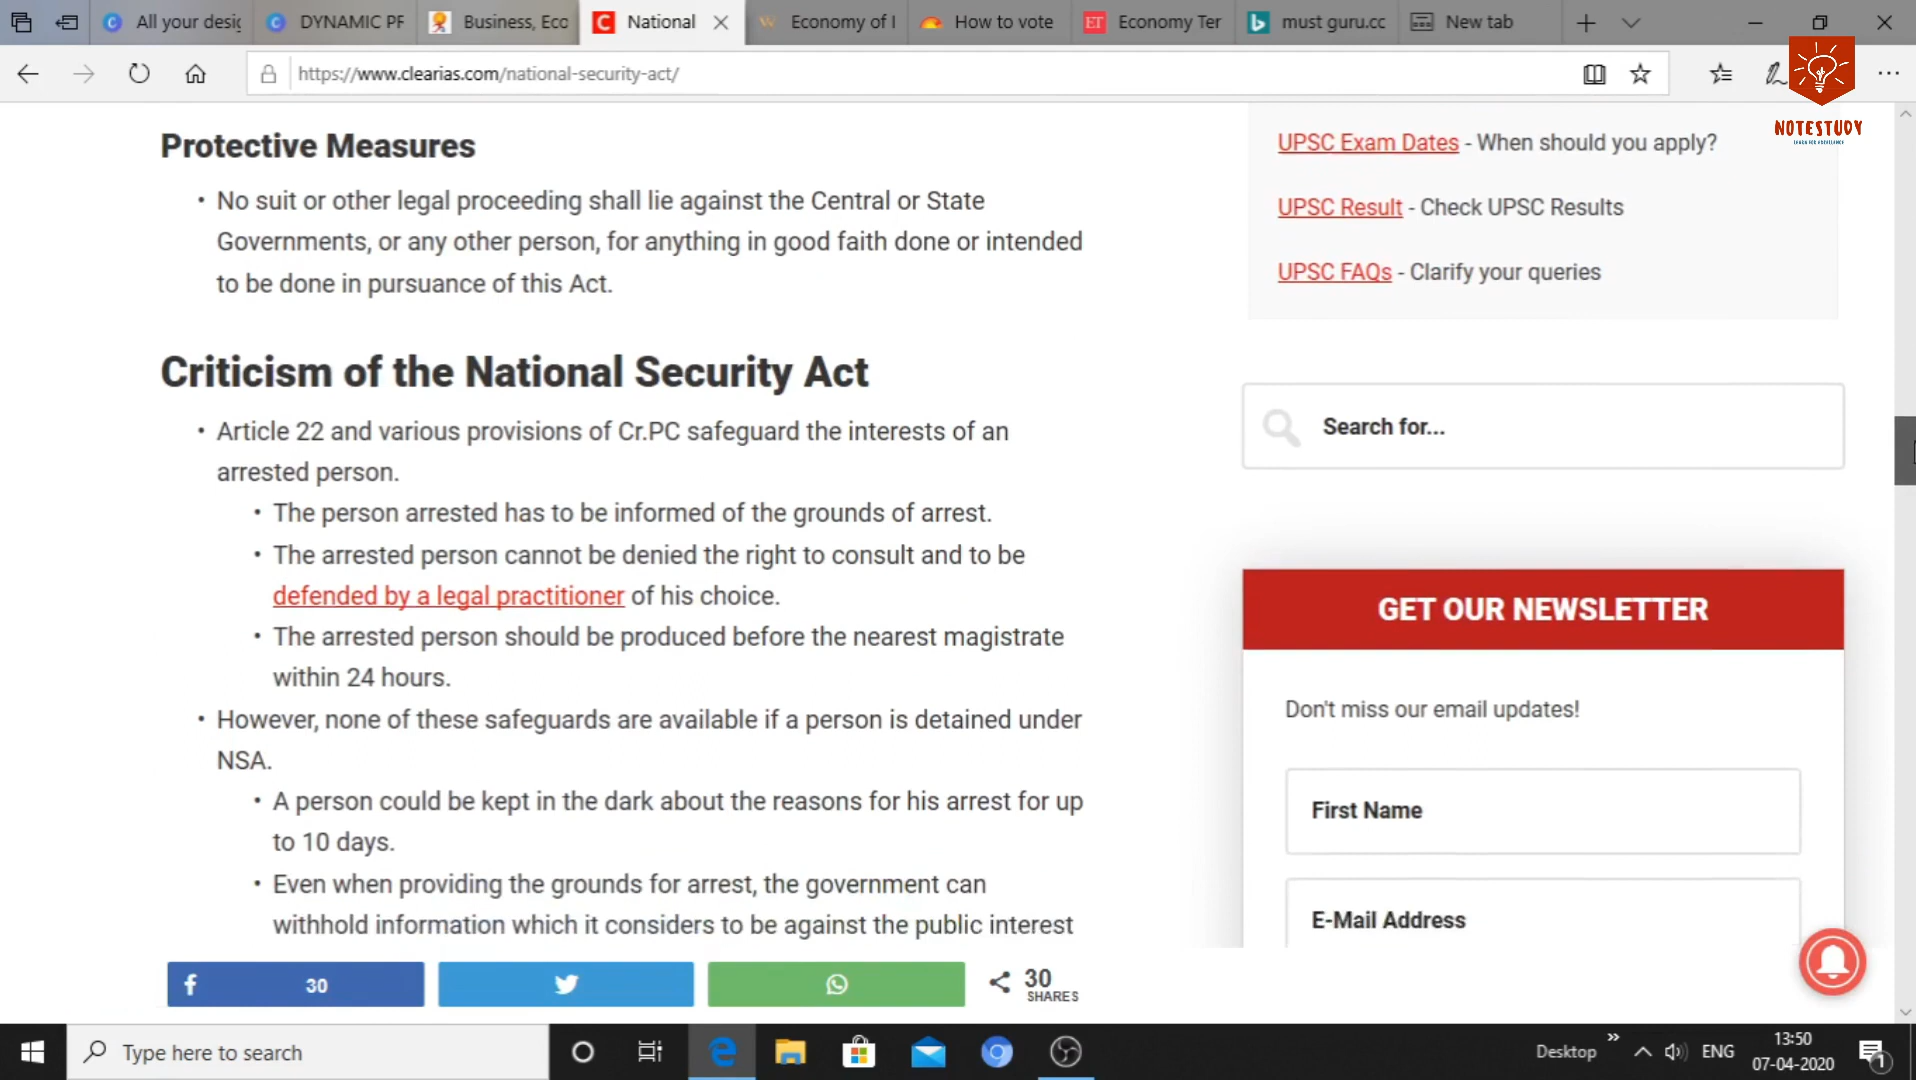 All your desig
DYNAMIC PF
Business, Eco
National
Economy of I
How to vote
Economy Ter
must guru.cc
New tab
https://www.clearias.com/national-security-act/
NOTESTUDY
Protective Measures
• No suit or other legal proceeding shall lie against the Central or State
Governments, or any other person, for anything in good faith done or intended
to be done in pursuance of this Act.
Criticism of the National Security Act
• Article 22 and various provisions of Cr.PC safeguard the interests of an
arrested person.
• The person arrested has to be informed of the grounds of arrest.
• The arrested person cannot be denied the right to consult and to be
defended by a legal practitioner of his choice.
• The arrested person should be produced before the nearest magistrate
within 24 hours.
• However, none of these safeguards are available if a person is detained under
NSA.
• A person could be kept in the dark about the reasons for his arrest for up
to 10 days.
• Even when providing the grounds for arrest, the government can
withhold information which it considers to be against the public interest
30
30
SHARES
UPSC Exam Dates - When should you apply?
UPSC Result - Check UPSC Results
UPSC FAQs - Clarify your queries
Search for...
GET OUR NEWSLETTER
Don't miss our email updates!
First Name
E-Mail Address
Type here to search
Desktop
ENG
13:50
07-04-2020
1